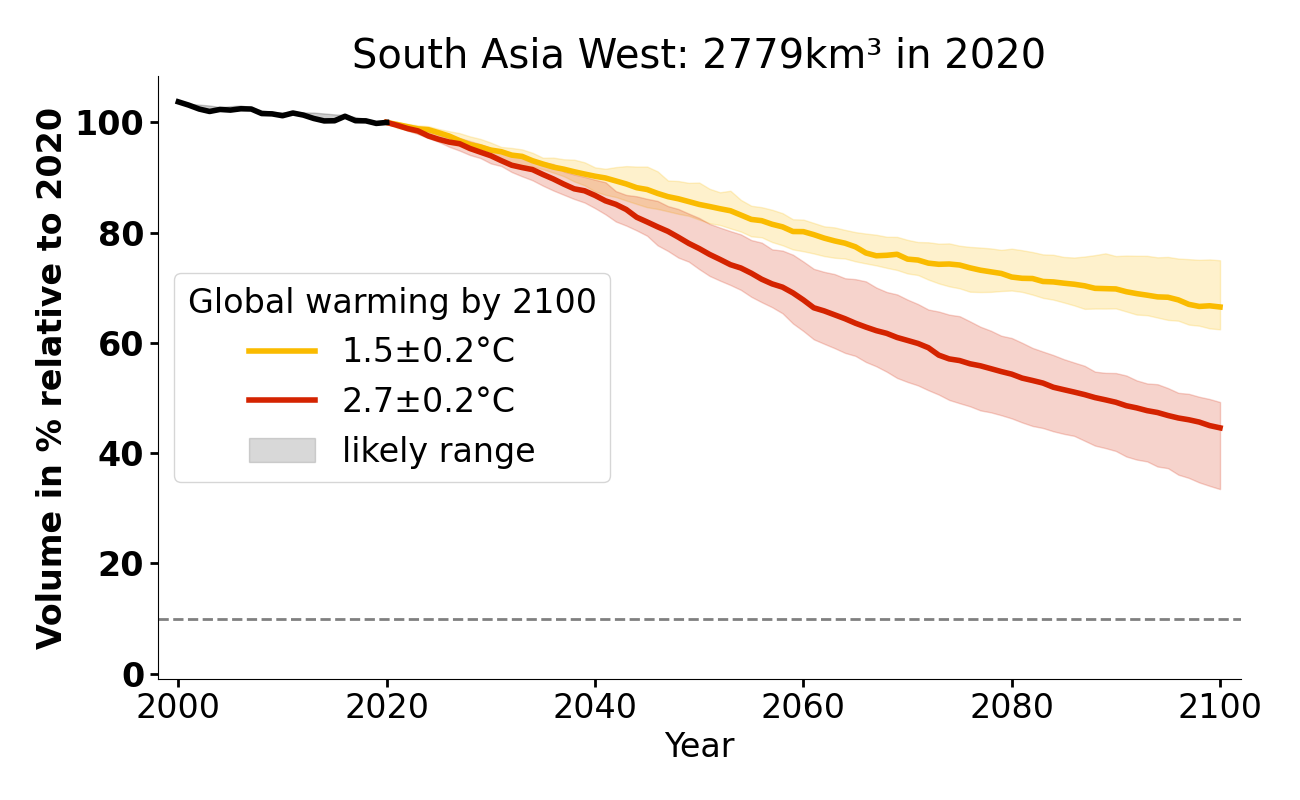 South Asia West: 2779km³ in 2020
Volume in % relative to 2020
100
80
60
40
20
0
Global warming by 2100
1.5±0.2°C
2.7±0.2°C
likely range
2000 2020 2040 2060 2080 2100
Year